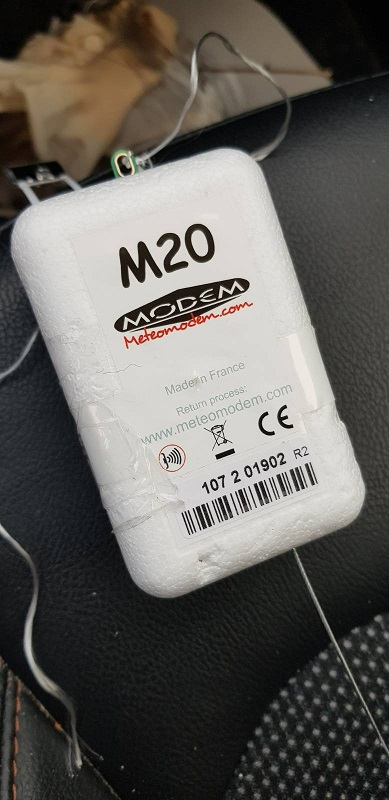 M20
MODEM
Meteomodem.com
Made in France
Return process:
www.meteomodem.com
CE
107 2 01902 R2